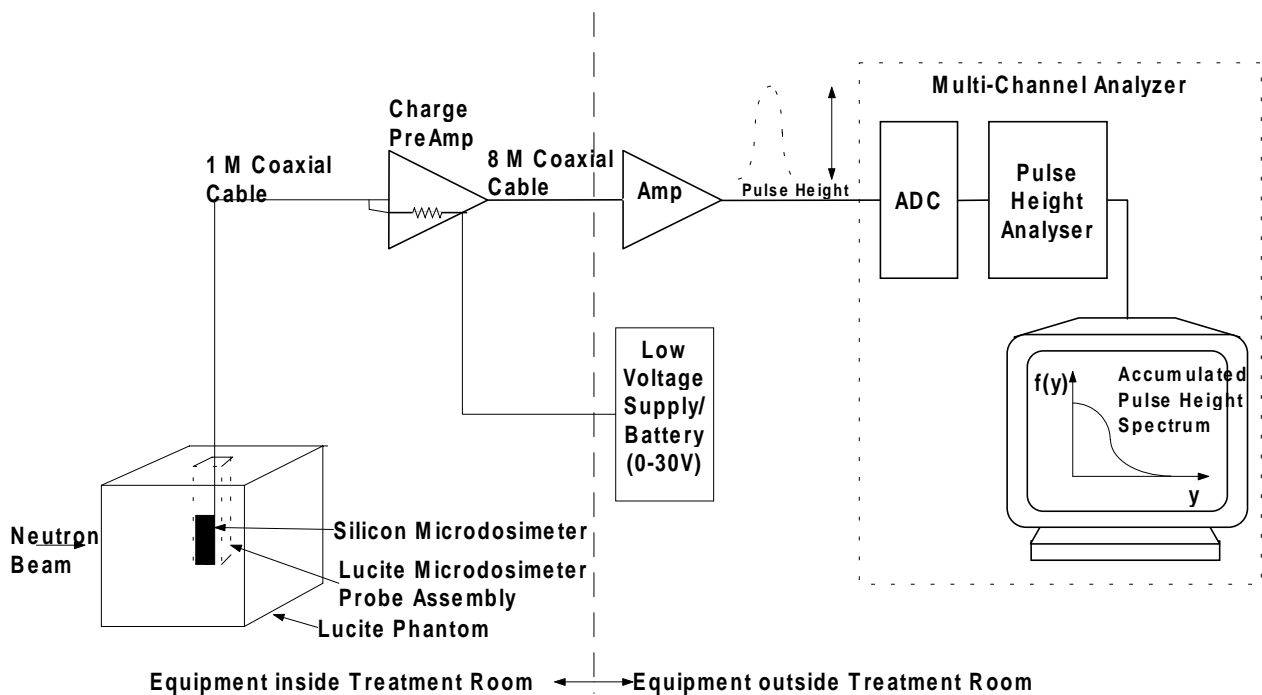 Multi-Channel Analyzer
Charge
PreAmp
1 M Coaxial
Cable
8 M Coaxial
Cable
Amp
Pulse Height
ADC
Pulse
Height
Analyser
Low
Voltage
Supply/
Battery
(0-30V)
f(y)
Accumulated
Pulse Height
Spectrum
y
Neutron
Beam
Silicon Microdosimeter
Lucite Microdosimeter
Probe Assembly
Lucite Phantom
Equipment inside Treatment Room
Equipment outside Treatment Room